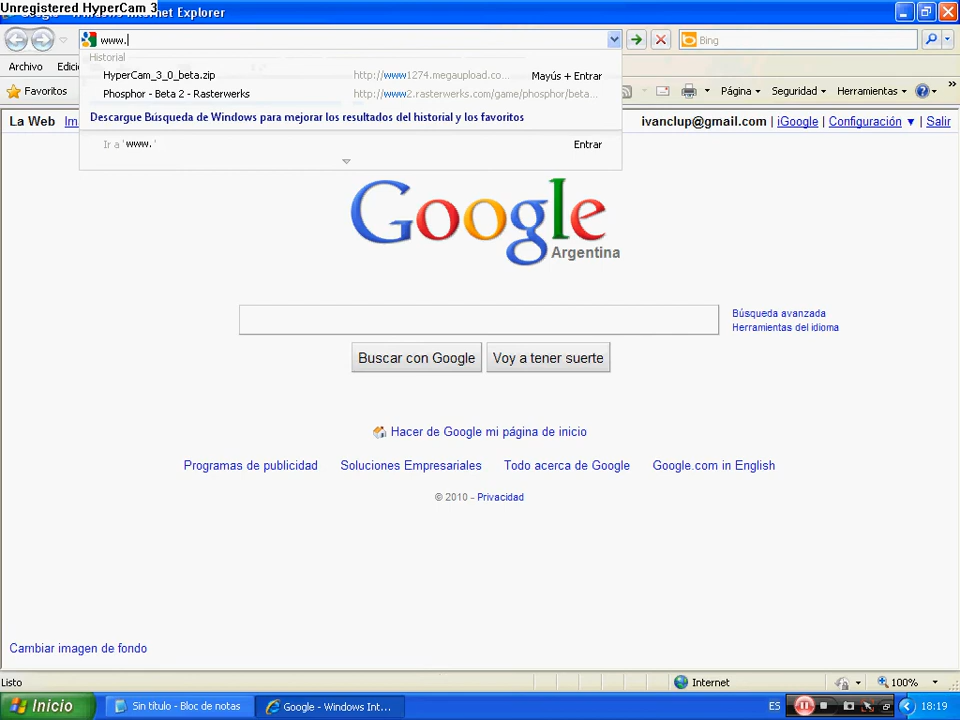 Unregistered HyperCam 3
Google - Windows Internet Explorer
www.
Bing
Historial
HyperCam_3_0_beta.zip http://www1274.megaupload.co... Mayús + Entrar
Phosphor - Beta 2 - Rasterwerks http://www2.rasterwerks.com/game/phosphor/beta...
Descargue Búsqueda de Windows para mejorar los resultados del historial y los favoritos
Ir a 'www.' Entrar
Archivo Edici
Favoritos Página Seguridad Herramientas »
La Web Im ivanclup@gmail.com | iGoogle | Configuración ▼ | Salir
Google
Argentina
Búsqueda avanzada
Herramientas del idioma
Buscar con Google Voy a tener suerte
Hacer de Google mi página de inicio
Programas de publicidad Soluciones Empresariales Todo acerca de Google Google.com in English
© 2010 - Privacidad
Cambiar imagen de fondo
Listo Internet 100%
Inicio Sin título - Bloc de notas Google - Windows Int... ES 18:19